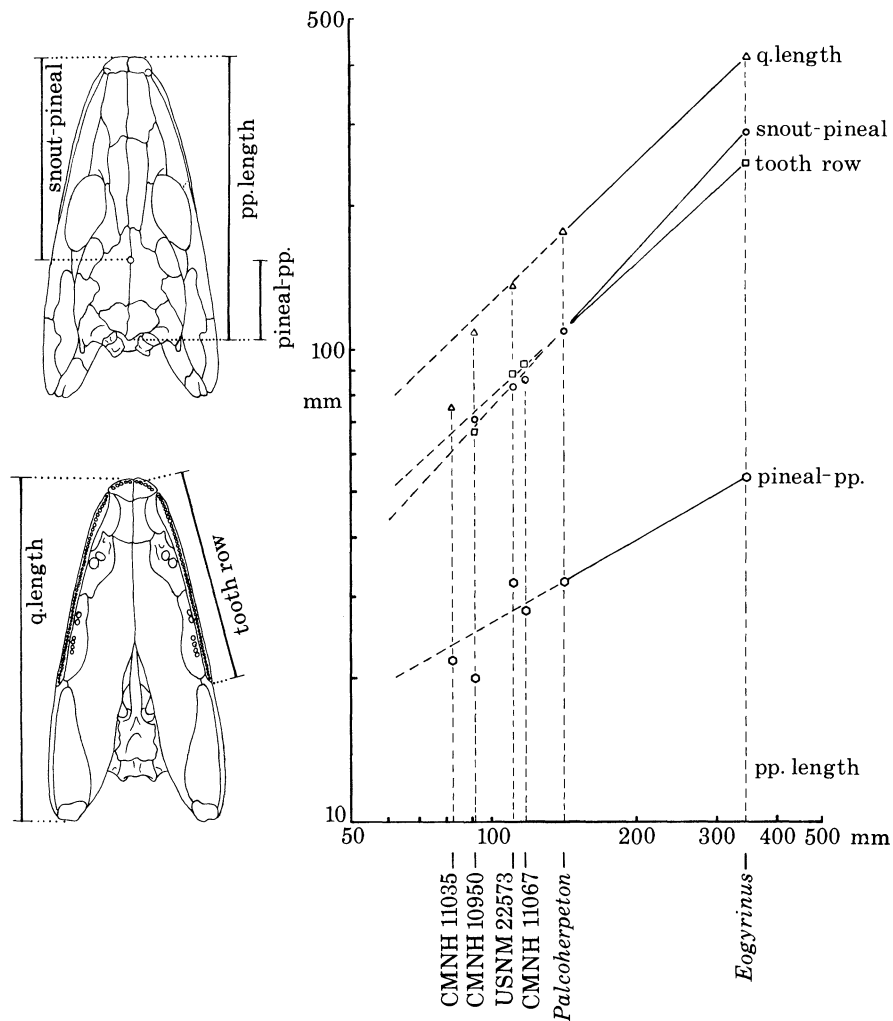 snout-pineal
pp. length
pineal-pp.
q.length
tooth row
500
100
mm
10
q.length
snout-pineal
tooth row
pineal-pp.
pp. length
50
100
200
300
400
500
mm
CMNH 11035
CMNH 10950
USNM 22573
CMNH 11067
Palcoherpeton
Eogyrinus